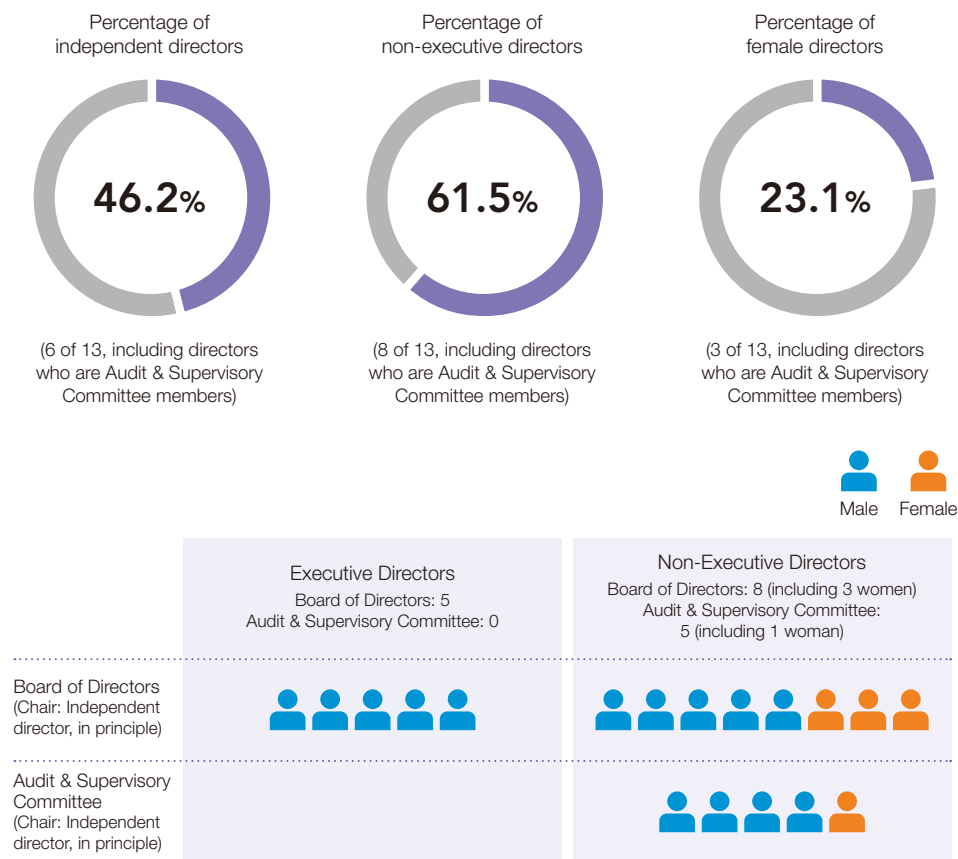 Percentage of
independent directors
46.2%
(6 of 13, including directors
who are Audit & Supervisory
Committee members)
Percentage of
non-executive directors
61.5%
(8 of 13, including directors
who are Audit & Supervisory
Committee members)
Percentage of
female directors
23.1%
(3 of 13, including directors
who are Audit & Supervisory
Committee members)
Male
Female
Executive Directors
Board of Directors: 5
Audit & Supervisory Committee: 0
Non-Executive Directors
Board of Directors: 8 (including 3 women)
Audit & Supervisory Committee:
5 (including 1 woman)
Board of Directors
(Chair: Independent
director, in principle)
Audit & Supervisory
Committee
(Chair: Independent
director, in principle)